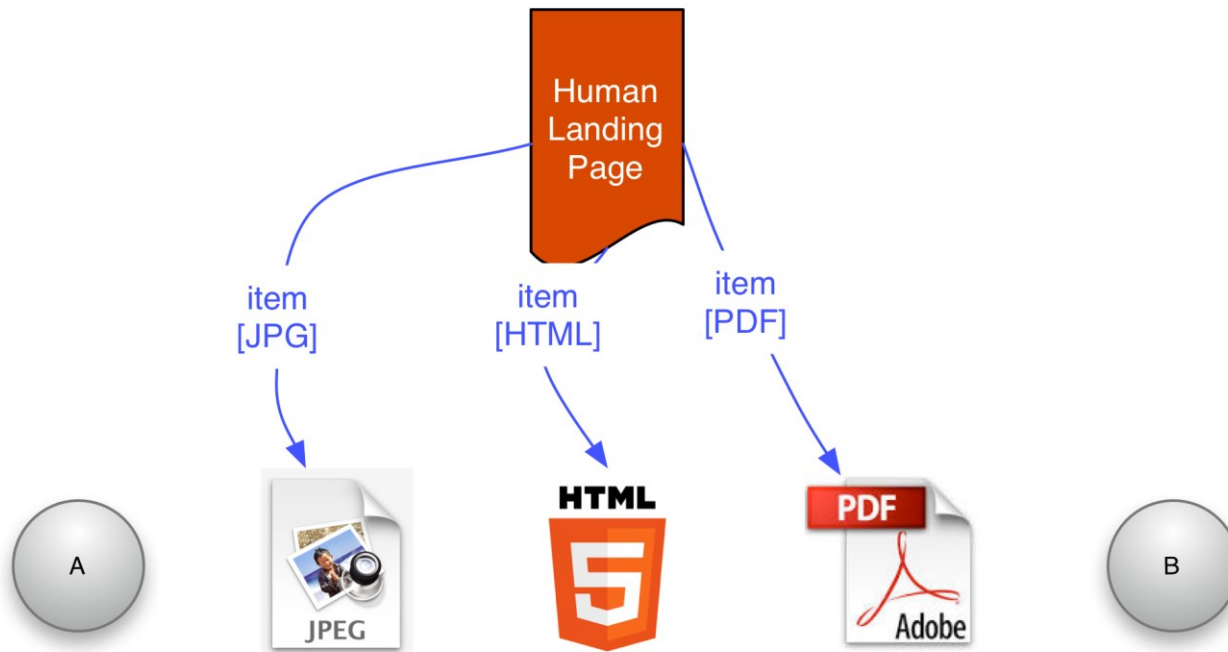 Human
Landing
Page
item
[JPG]
item
[HTML]
item
[PDF]
A
JPEG
HTML
5
PDF
Adobe
B